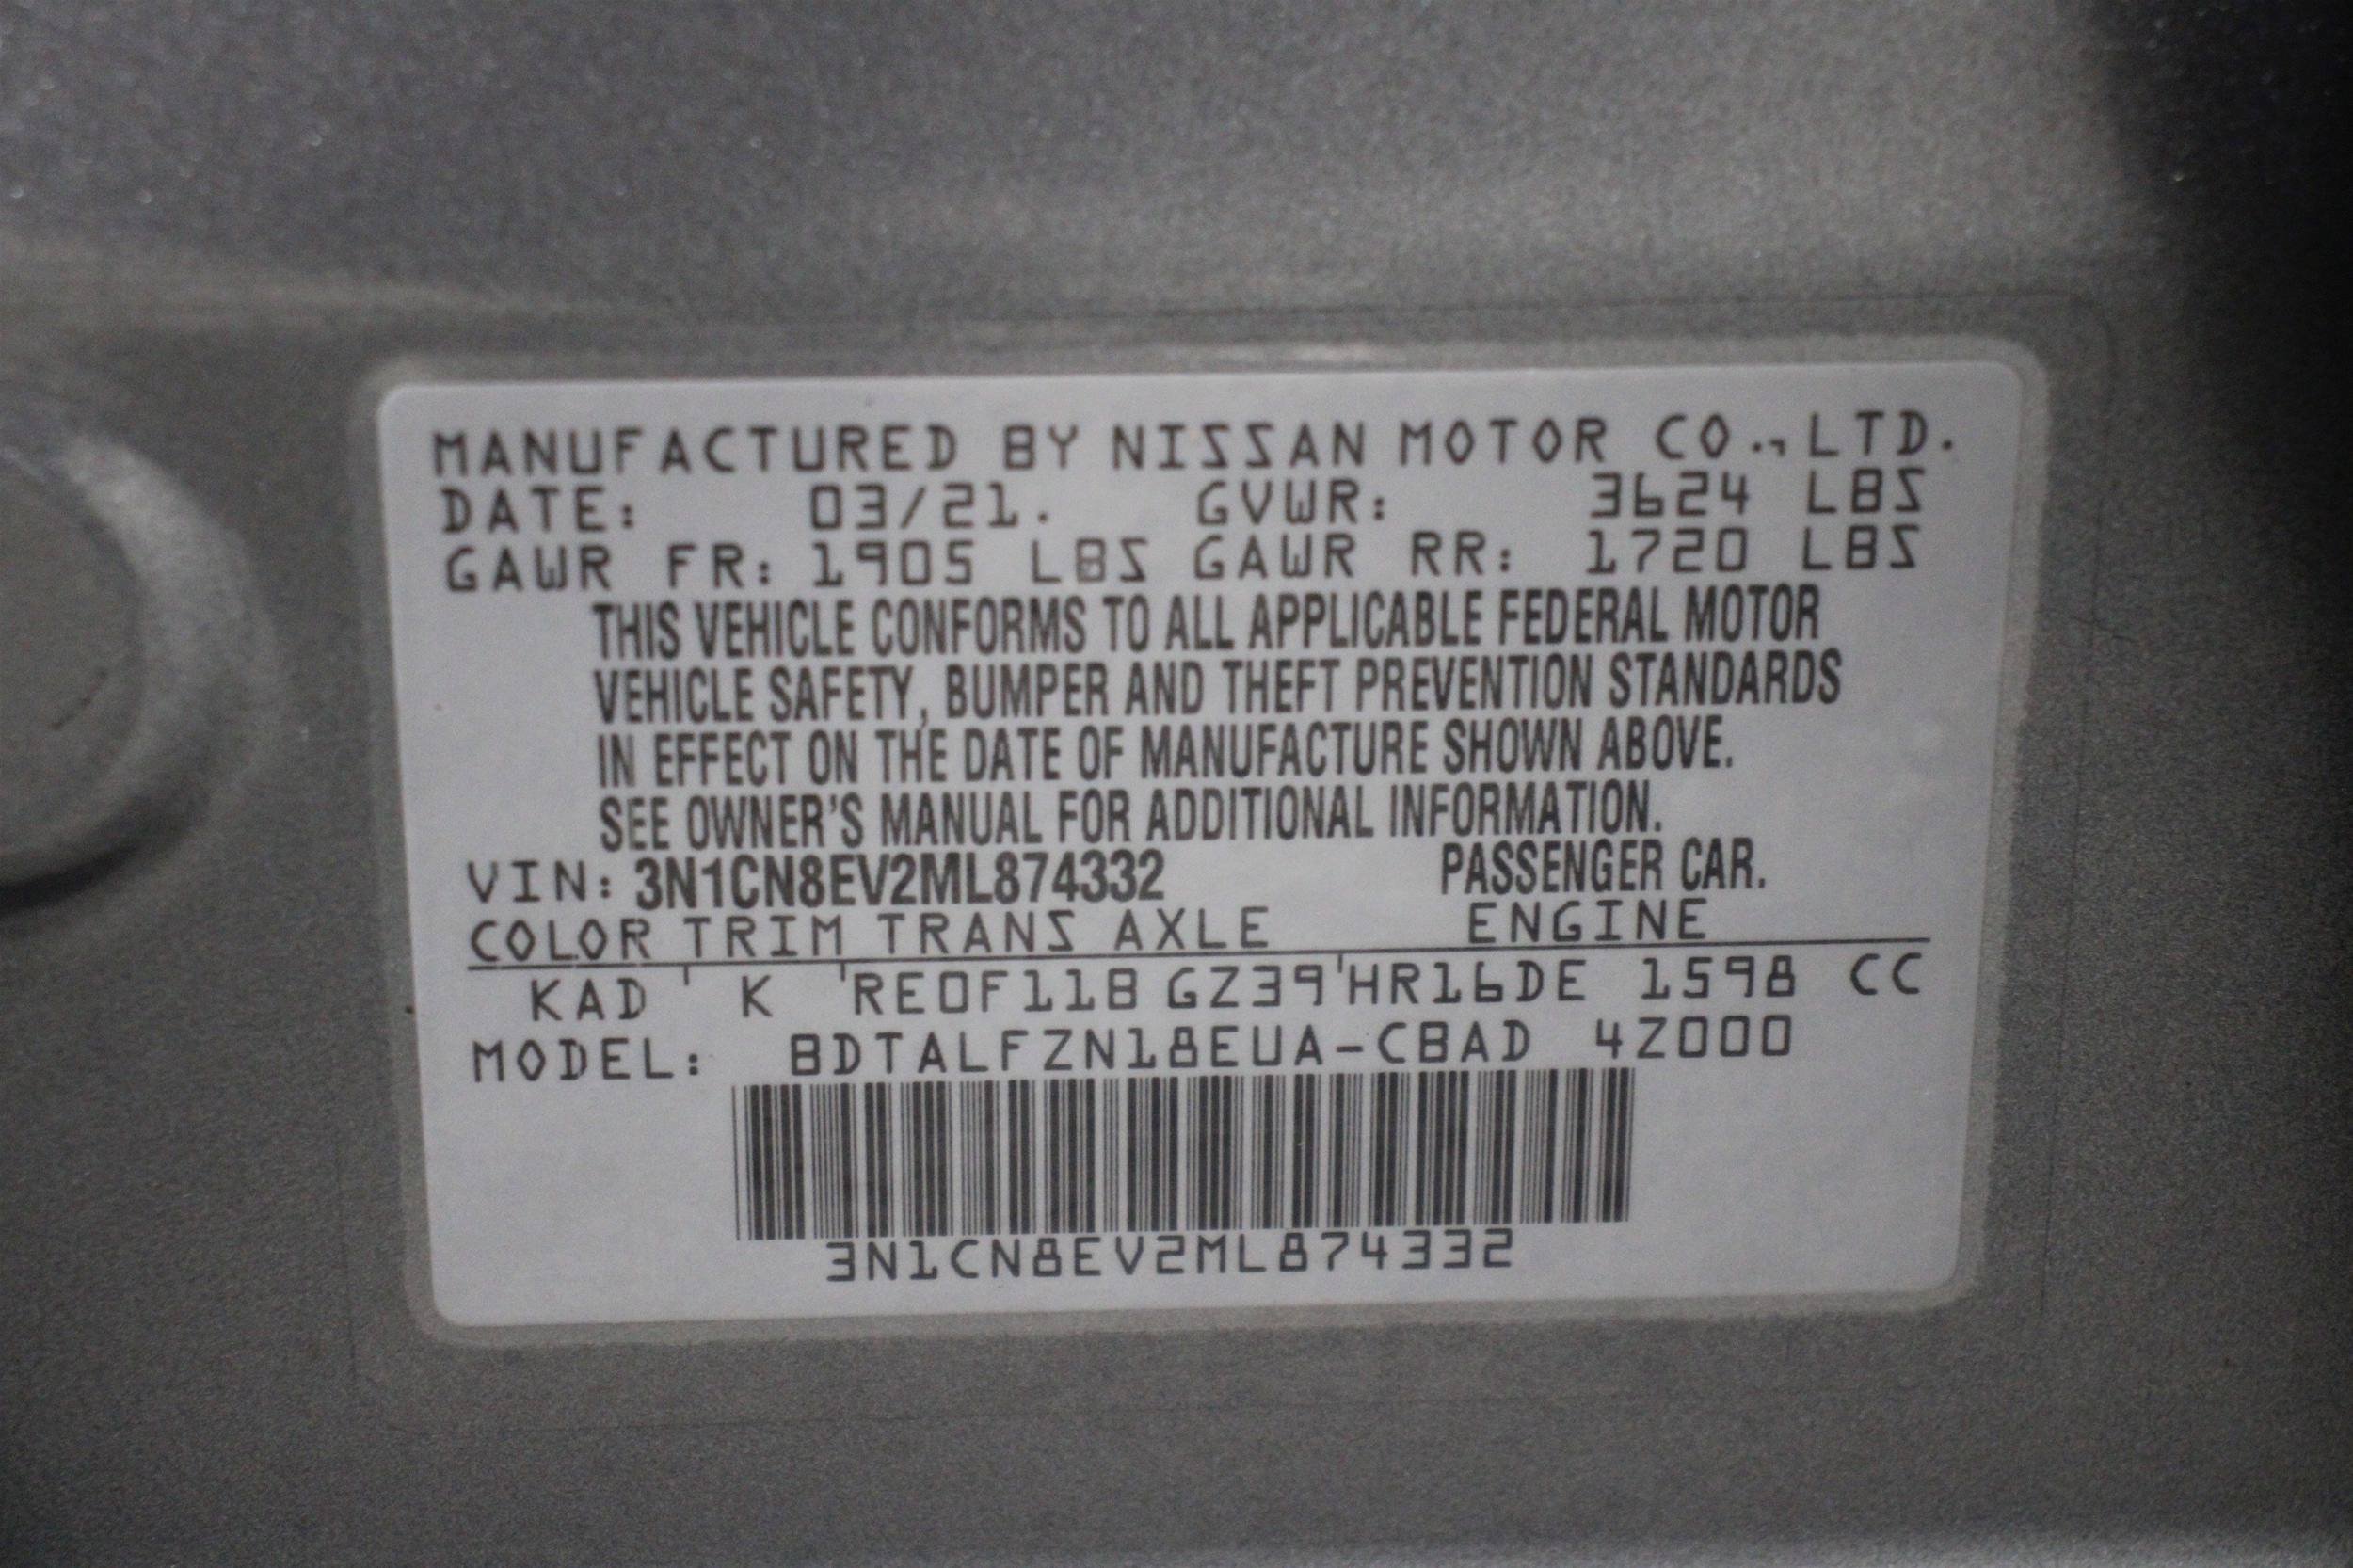 MANUFACTURED BY NISSAN MOTOR CO.,LTD.
DATE: 03/21. GVWR: 3624 LBS
GAWR FR: 1905 LBS GAWR RR: 1720 LBS
THIS VEHICLE CONFORMS TO ALL APPLICABLE FEDERAL MOTOR
VEHICLE SAFETY, BUMPER AND THEFT PREVENTION STANDARDS
IN EFFECT ON THE DATE OF MANUFACTURE SHOWN ABOVE.
SEE OWNER'S MANUAL FOR ADDITIONAL INFORMATION.
VIN: 3N1CN8EV2ML874332 PASSENGER CAR.
COLOR TRIM TRANS AXLE ENGINE
KAD K RE0F11B GZ39 HR16DE 1598 CC
MODEL: BDTALFZN18EUA-CBAD 4Z000
3N1CN8EV2ML874332